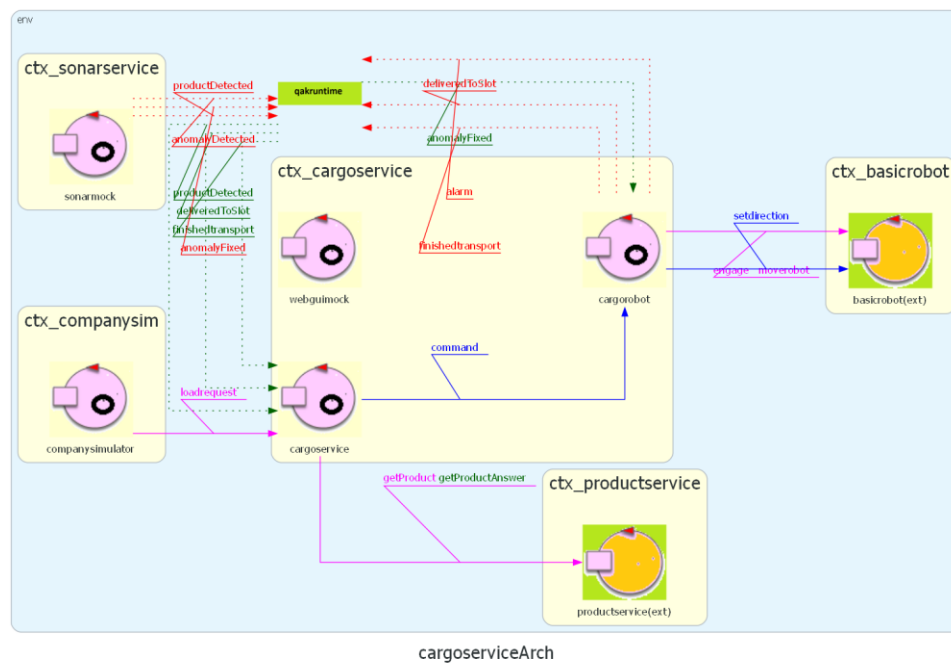 env
ctx_sonarservice
sonarmock
productDetected
anomalyDetected
productDetected
deliveredToSlot
finishedtransport
anomalyFixed
qakruntime
deliveredToSlot
anomalyFixed
alarm
finishedtransport
ctx_cargoservice
webguimock
cargorobot
setdirection
engage moverobot
ctx_basicrobot
basicrobot(ext)
ctx_companysim
companysimulator
loadrequest
command
cargoservice
getProduct getProductAnswer
ctx_productservice
productservice(ext)
cargoserviceArch